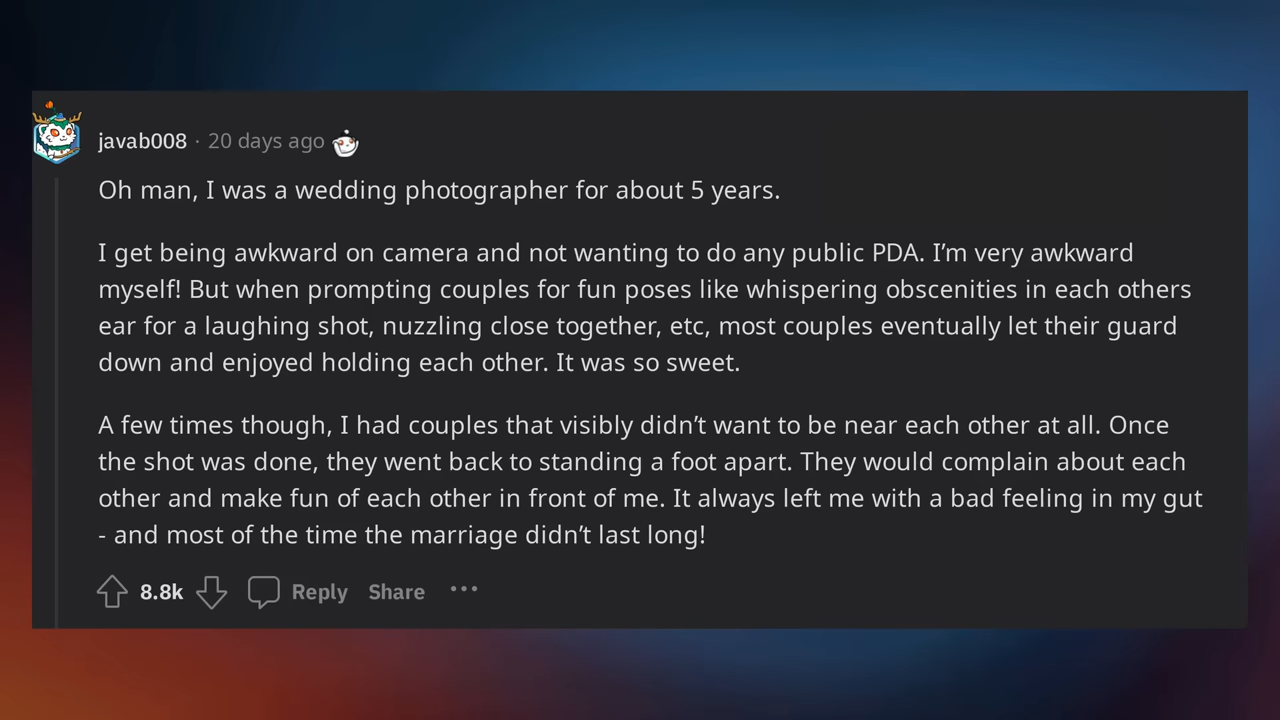 javab008 · 20 days ago
Oh man, I was a wedding photographer for about 5 years.
I get being awkward on camera and not wanting to do any public PDA. I’m very awkward
myself! But when prompting couples for fun poses like whispering obscenities in each others
ear for a laughing shot, nuzzling close together, etc, most couples eventually let their guard
down and enjoyed holding each other. It was so sweet.
A few times though, I had couples that visibly didn’t want to be near each other at all. Once
the shot was done, they went back to standing a foot apart. They would complain about each
other and make fun of each other in front of me. It always left me with a bad feeling in my gut
- and most of the time the marriage didn’t last long!
8.8k Reply Share ···